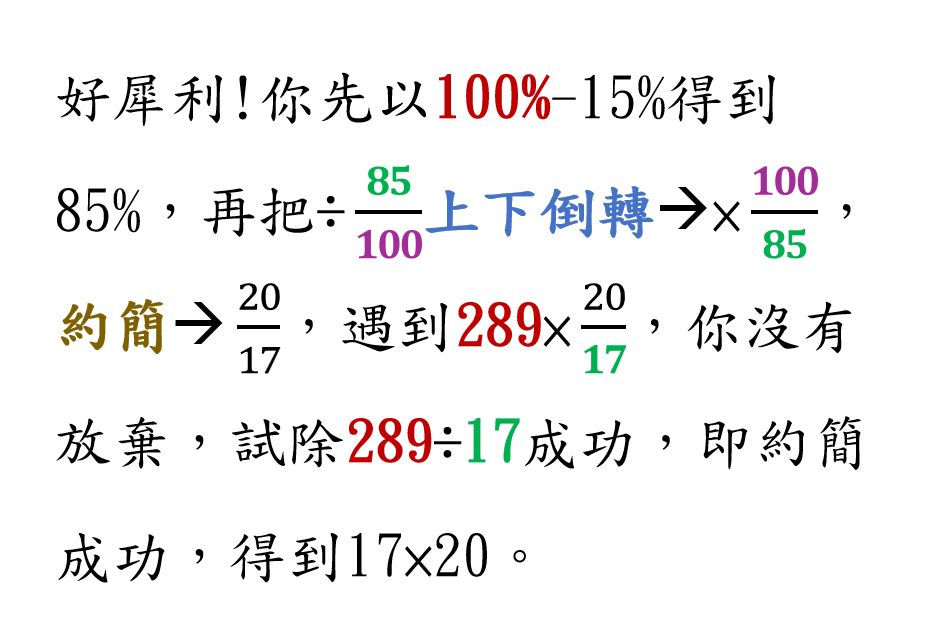 好犀利!你先以100%-15%得到
85%，再把÷85/100上下倒轉→×100/85，
約簡→20/17，遇到289×20/17，你沒有
放棄，試除289÷17成功，即約簡
成功，得到17×20。